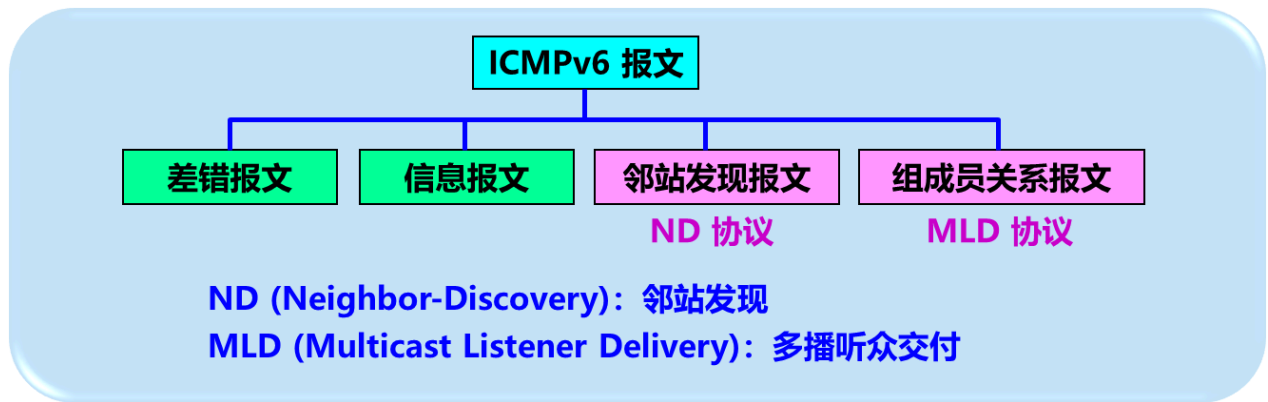 ICMPv6 报文
差错报文
信息报文
邻站发现报文
组成员关系报文
ND 协议
MLD 协议
ND (Neighbor-Discovery)：邻站发现
MLD (Multicast Listener Delivery)：多播听众交付